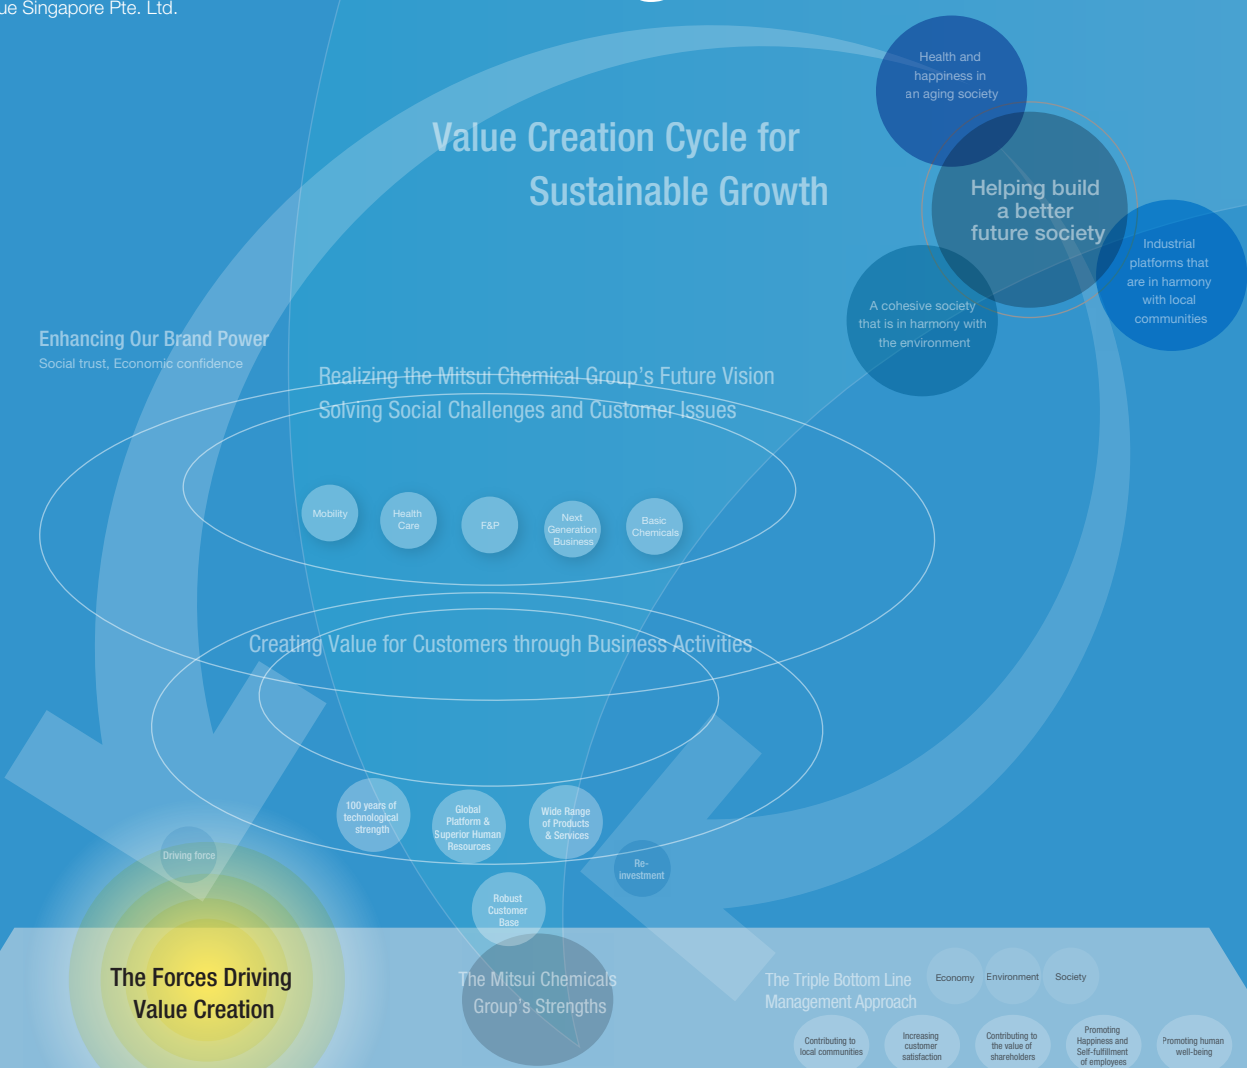 Singapore Pte. Ltd.
Health and
happiness in
an aging society
Value Creation Cycle for
Sustainable Growth
Helping build
a better
future society
Industrial
platforms that
are in harmony
with local
communities
A cohesive society
that is in harmony with
the environment
Enhancing Our Brand Power
Social trust, Economic confidence
Realizing the Mitsui Chemical Group's Future Vision
Solving Social Challenges and Customer Issues
Mobility
Health
Care
F&P
Next
Generation
Business
Basic
Chemicals
Creating Value for Customers through Business Activities
100 years of
technological
strength
Global
Platform &
Superior Human
Resources
Wide Range
of Products
& Services
Driving force
Re-
investment
Robust
Customer
Base
The Forces Driving
Value Creation
The Mitsui Chemicals
Group's Strengths
The Triple Bottom Line
Management Approach
Economy
Environment
Society
Contributing to
local communities
Increasing
customer
satisfaction
Contributing to
the value of
shareholders
Promoting
Happiness and
Self-fulfillment
of employees
Promoting human
well-being